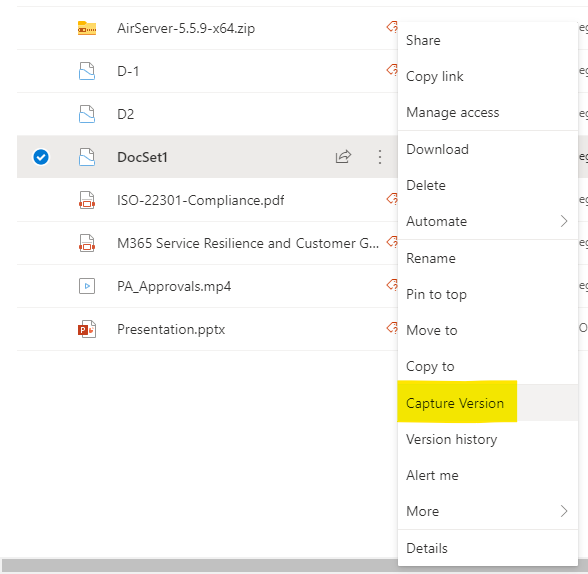 AirServer-5.5.9-x64.zip
D-1
D2
DocSet1
ISO-22301-Compliance.pdf
M365 Service Resilience and Customer G...
PA_Approvals.mp4
Presentation.pptx
Share
Copy link
Manage access
Download
Delete
Automate
Rename
Pin to top
Move to
Copy to
Capture Version
Version history
Alert me
More
Details